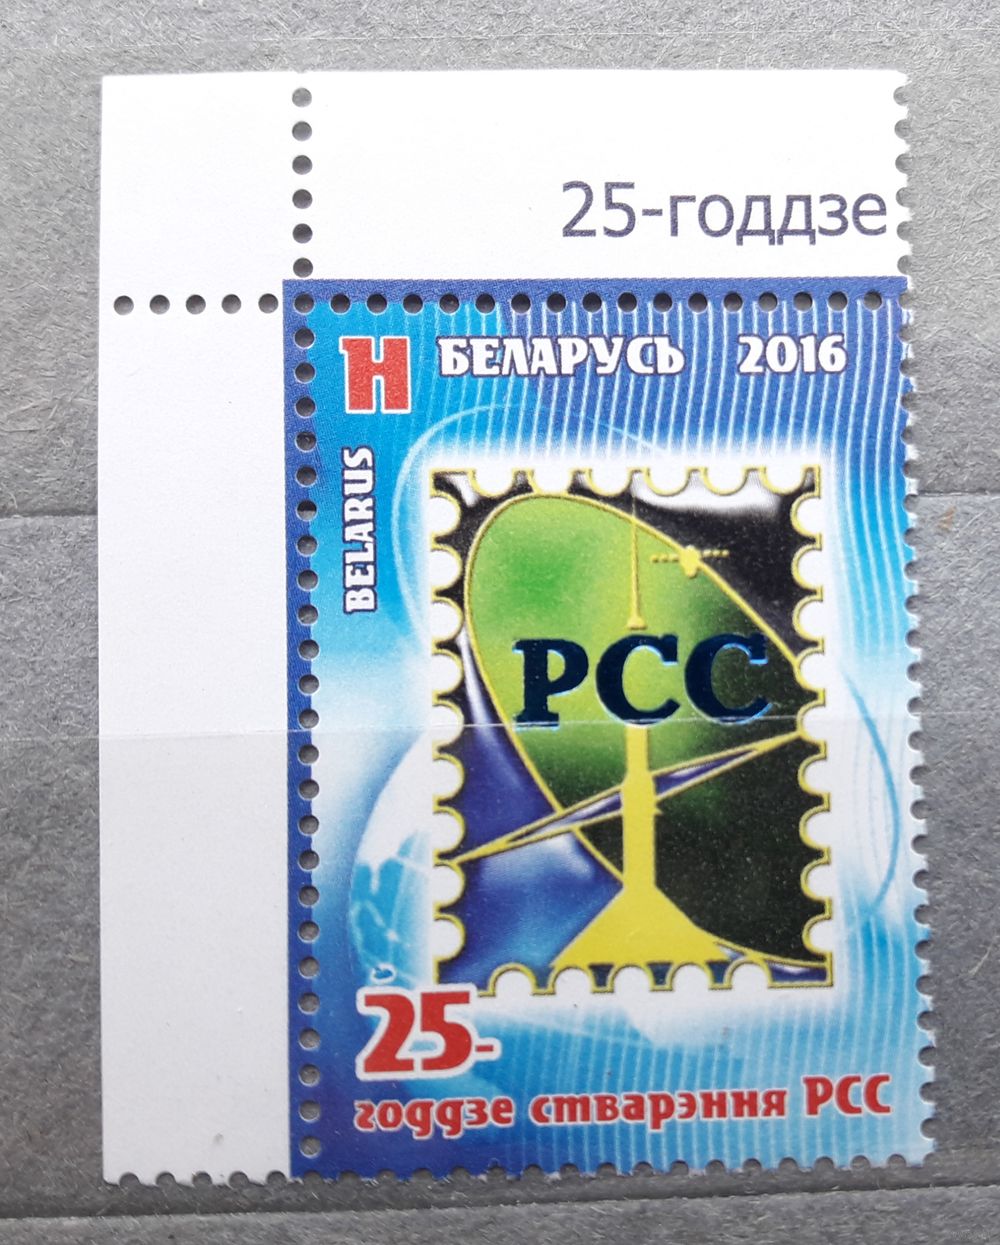 25-годдзе
Н БЕЛАРУСЬ 2016
BELARUS
РСС
25-
годдзе стварэння РСС